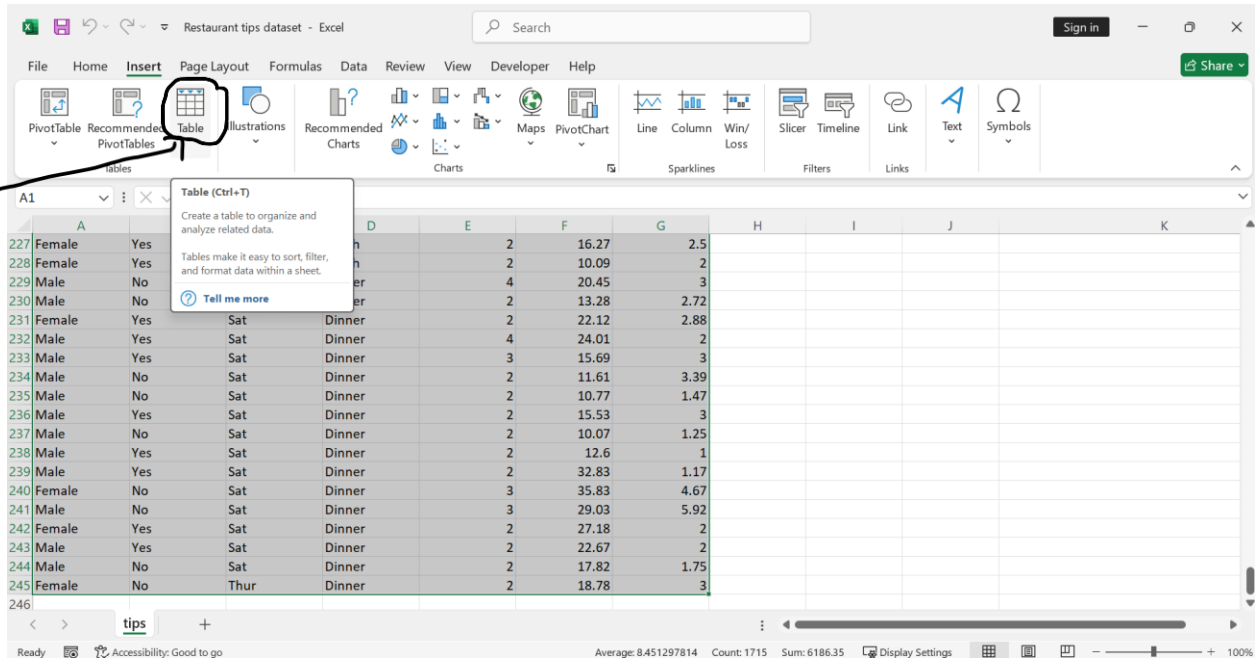 Restaurant tips dataset - Excel
Search
Sign in
File Home Insert Page Layout Formulas Data Review View Developer Help
Share
PivotTable Recommended PivotTables Table Illustrations Recommended Charts Maps PivotChart Line Column Win/Loss Slicer Timeline Link Text Symbols
Tables Charts Sparklines Filters Links
A1
Table (Ctrl+T)
Create a table to organize and
analyze related data.
Tables make it easy to sort, filter,
and format data within a sheet.
Tell me more
A D E F G H I J K
227 Female Yes 2 16.27 2.5
228 Female Yes 2 10.09 2
229 Male No 4 20.45 3
230 Male No 2 13.28 2.72
231 Female Yes Sat Dinner 2 22.12 2.88
232 Male Yes Sat Dinner 4 24.01 2
233 Male Yes Sat Dinner 3 15.69 3
234 Male No Sat Dinner 2 11.61 3.39
235 Male No Sat Dinner 2 10.77 1.47
236 Male Yes Sat Dinner 2 15.53 3
237 Male No Sat Dinner 2 10.07 1.25
238 Male Yes Sat Dinner 2 12.6 1
239 Male Yes Sat Dinner 2 32.83 1.17
240 Female No Sat Dinner 3 35.83 4.67
241 Male No Sat Dinner 3 29.03 5.92
242 Female Yes Sat Dinner 2 27.18 2
243 Male Yes Sat Dinner 2 22.67 2
244 Male No Sat Dinner 2 17.82 1.75
245 Female No Thur Dinner 2 18.78 3
246
tips
Ready Accessibility: Good to go Average: 8.451297814 Count: 1715 Sum: 6186.35 Display Settings 100%